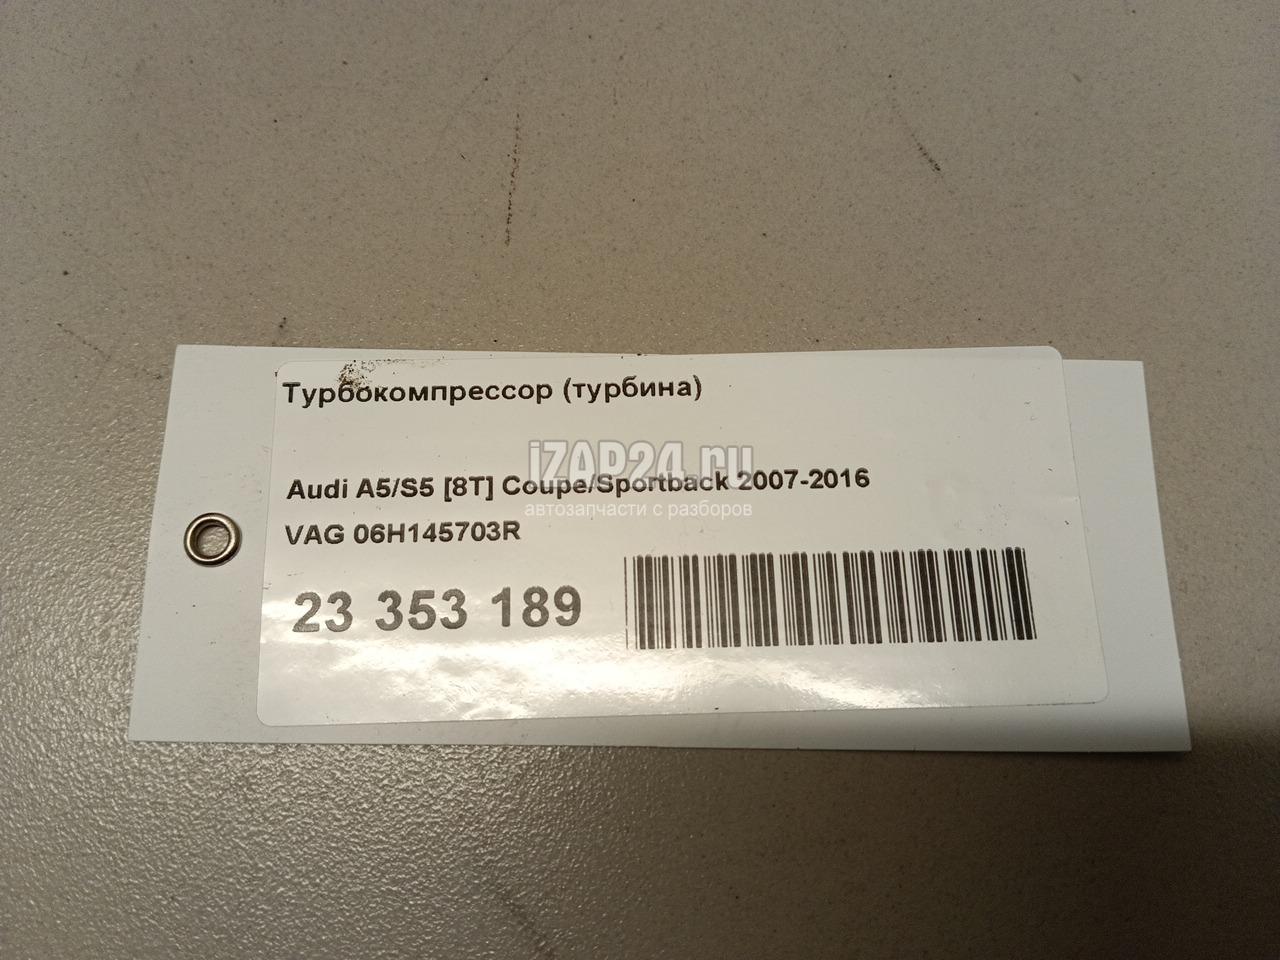 Турбокомпрессор (турбина)
iZAP24.ru
Audi A5/S5 [8T] Coupe/Sportback 2007-2016
автозапчасти с разборов
VAG 06H145703R
23 353 189